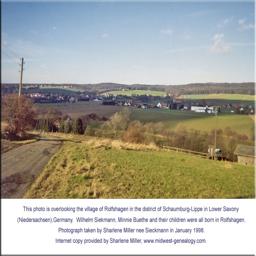 This photo is overlooking the village of Rolfshagen in the district of Schaumburg-Lippe in Lower Saxony
(Niedersachsen),Germany. Wilhelm Siekmann, Minnie Buethe and their children were all born in Rolfshagen.
Photograph taken by Sharlene Miller nee Sieckmann in January 1998.
Internet copy provided by Sharlene Miller, www.midwest-genealogy.com